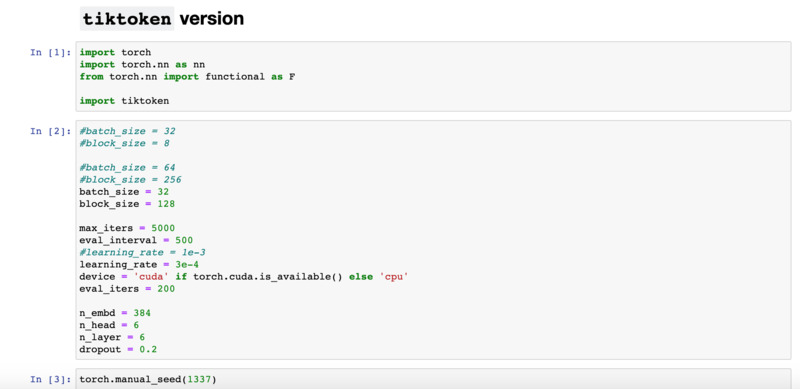 tiktoken version
In [1]: import torch
import torch.nn as nn
from torch.nn import functional as F
import tiktoken
In [2]: #batch_size = 32
#block_size = 8
#batch_size = 64
#block_size = 256
batch_size = 32
block_size = 128
max_iters = 5000
eval_interval = 500
#learning_rate = 1e-3
learning_rate = 3e-4
device = 'cuda' if torch.cuda.is_available() else 'cpu'
eval_iters = 200
n_embd = 384
n_head = 6
n_layer = 6
dropout = 0.2
In [3]: torch.manual_seed(1337)